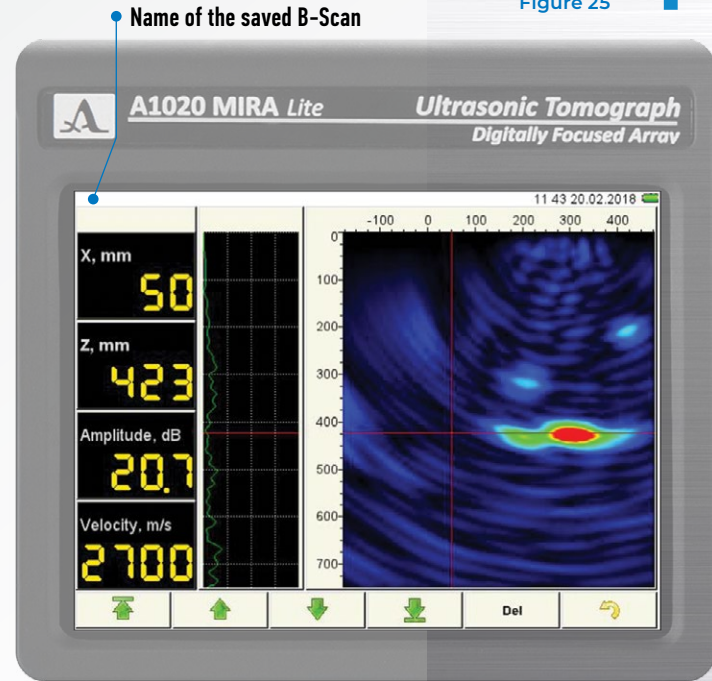 Figure 25
Name of the saved B-Scan
A1020 MIRA Lite
Ultrasonic Tomograph
Digitally Focused Array
11 43 20.02.2018
-100 0 100 200 300 400
0
100
200
300
400
500
600
700
X, mm
50
Z, mm
423
Amplitude, dB
20.7
Velocity, m/s
2700
Del